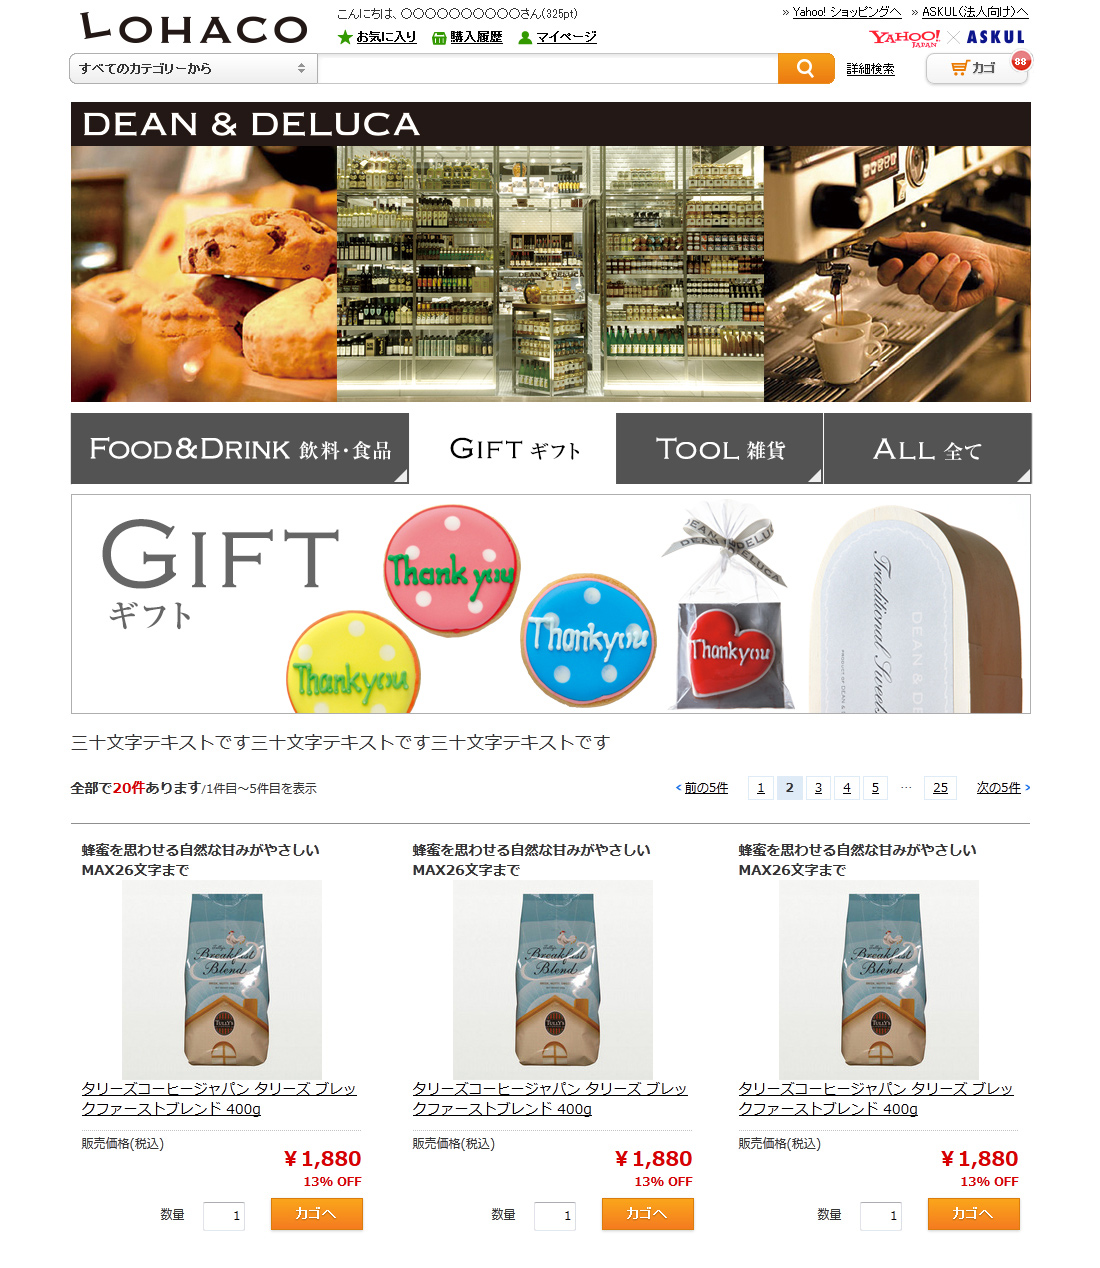 LOHACO
こんにちは、〇〇〇〇〇〇〇〇〇〇さん(325pt)
» Yahoo! ショッピングへ » ASKUL(法人向け)へ
お気に入り 購入履歴 マイページ
YAHOO! JAPAN × ASKUL
すべてのカテゴリーから
詳細検索
カゴ 88
DEAN & DELUCA
DEAN & DELUCA
FOOD&DRINK 飲料・食品
GIFT ギフト
TOOL 雑貨
ALL 全て
GIFT
ギフト
Thank you
Thank you
Thank you
DEAN & DELUCA
Thank you
Traditional Sweets
DEAN & DE
三十文字テキストです三十文字テキストです三十文字テキストです
全部で20件あります/1件目～5件目を表示
前の5件 1 2 3 4 5 … 25 次の5件
蜂蜜を思わせる自然な甘みがやさしい
MAX26文字まで
Tully's
Breakfast
Blend
TULLY'S
タリーズコーヒージャパン タリーズ ブレッ
クファーストブレンド 400g
販売価格(税込)
￥1,880
13% OFF
数量 1 カゴへ
蜂蜜を思わせる自然な甘みがやさしい
MAX26文字まで
Tully's
Breakfast
Blend
TULLY'S
タリーズコーヒージャパン タリーズ ブレッ
クファーストブレンド 400g
販売価格(税込)
￥1,880
13% OFF
数量 1 カゴへ
蜂蜜を思わせる自然な甘みがやさしい
MAX26文字まで
Tully's
Breakfast
Blend
TULLY'S
タリーズコーヒージャパン タリーズ ブレッ
クファーストブレンド 400g
販売価格(税込)
￥1,880
13% OFF
数量 1 カゴへ